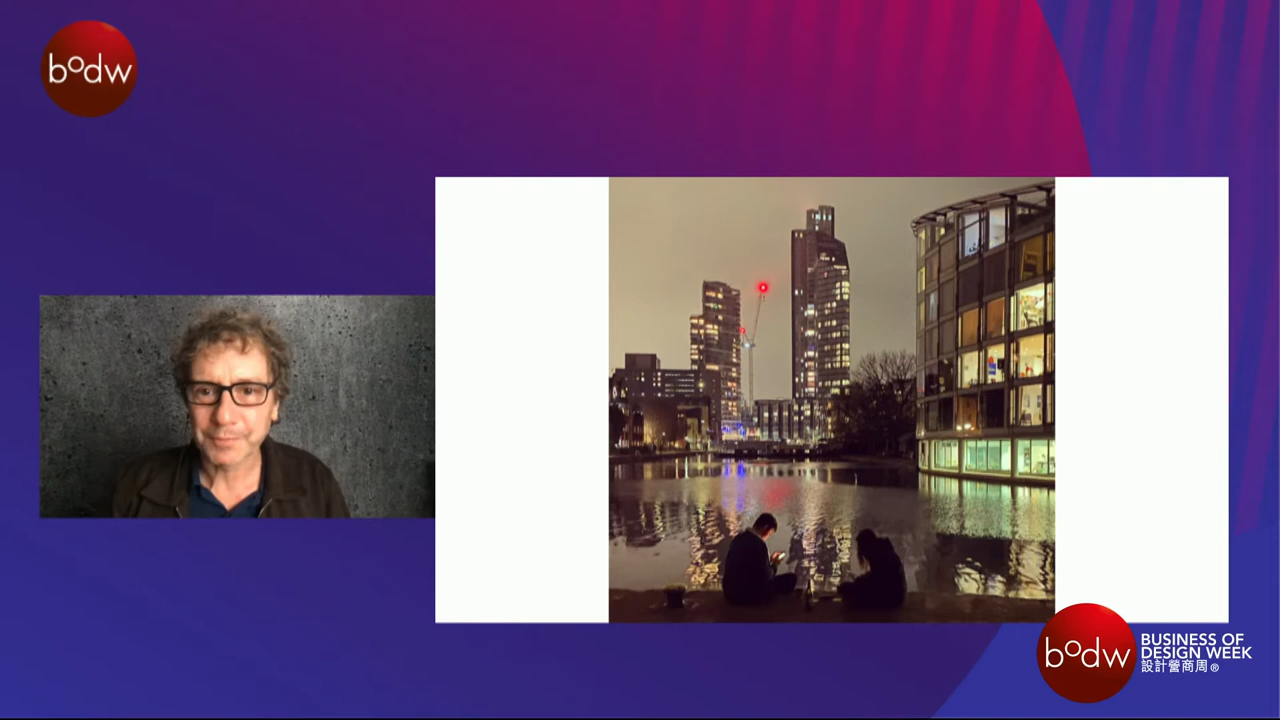 bodw
bodw
BUSINESS OF
DESIGN WEEK
設計營商周®